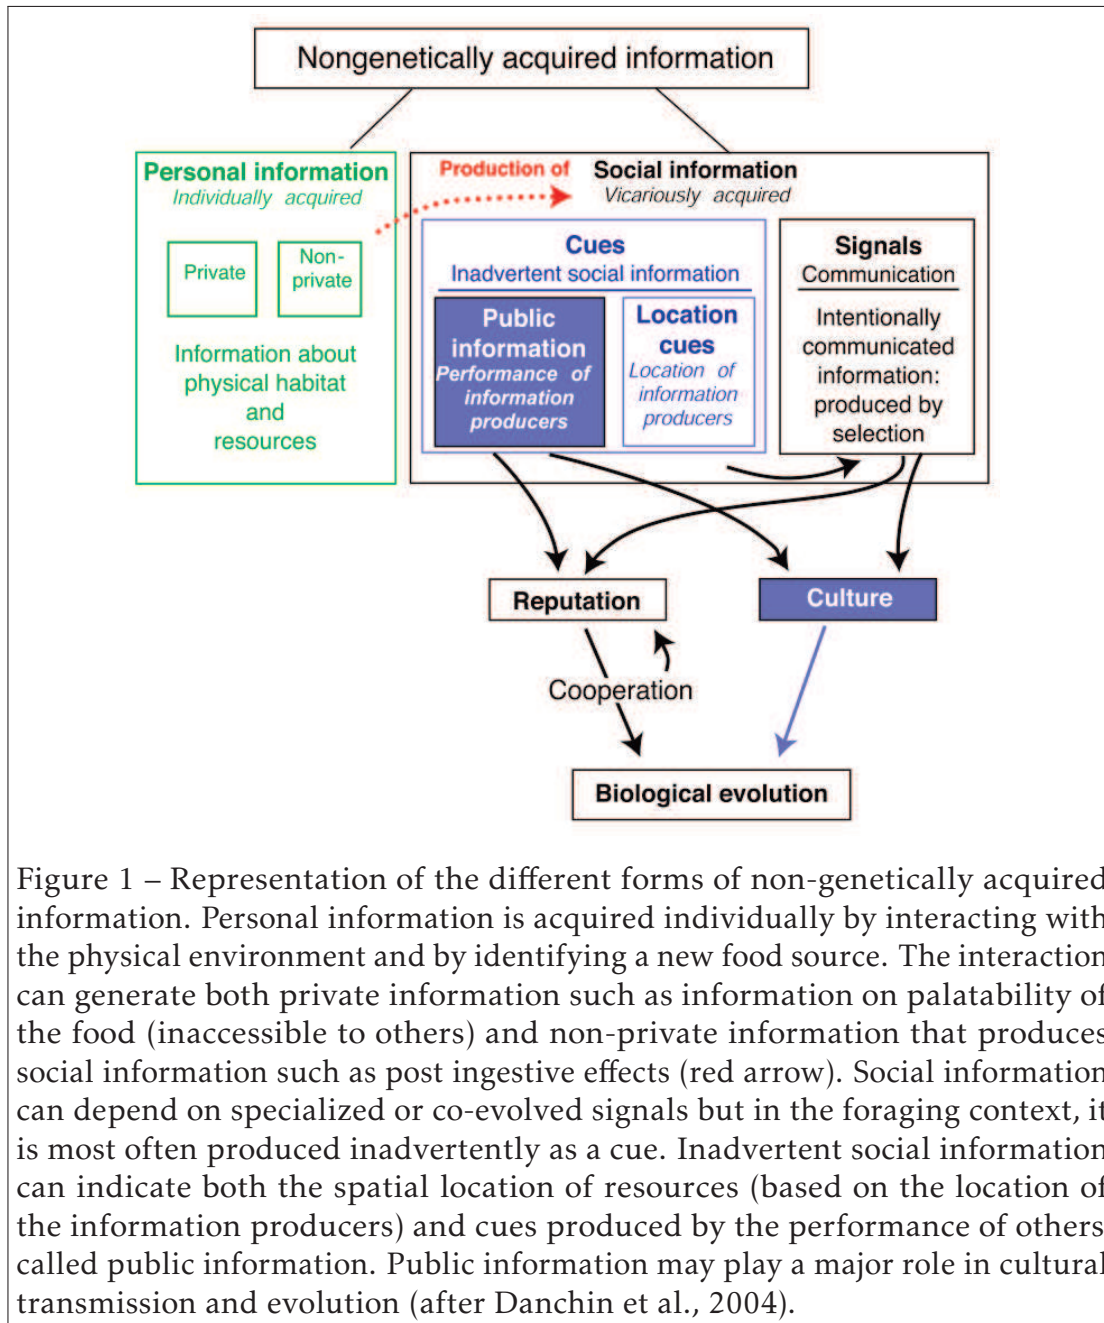 Nongenetically acquired information
Personal information
Individually acquired
Private
Non-
private
Information about
physical habitat
and
resources
Production of
Social information
Vicariously acquired
Cues
Inadvertent social information
Public
information
Performance of
information
producers
Location
cues
Location of
information
producers
Signals
Communication
Intentionally
communicated
information:
produced by
selection
Reputation
Culture
Cooperation
Biological evolution
Figure 1 – Representation of the different forms of non-genetically acquired
information. Personal information is acquired individually by interacting with
the physical environment and by identifying a new food source. The interaction
can generate both private information such as information on palatability of
the food (inaccessible to others) and non-private information that produces
social information such as post ingestive effects (red arrow). Social information
can depend on specialized or co-evolved signals but in the foraging context, it
is most often produced inadvertently as a cue. Inadvertent social information
can indicate both the spatial location of resources (based on the location of
the information producers) and cues produced by the performance of others
called public information. Public information may play a major role in cultural
transmission and evolution (after Danchin et al., 2004).